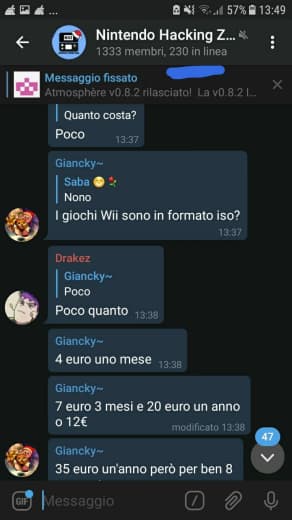 57% 13:49
Nintendo Hacking Z...
1333 membri, 230 in linea
Messaggio fissato
Atmosphère v0.8.2 rilasciato! La v0.8.2 l...
Quanto costa?
Poco
13:37
Giancky~
Saba 😁🌹
Nono
I giochi Wii sono in formato iso?
13:37
Drakez
Giancky~
Poco
Poco quanto 13:38
Giancky~
4 euro uno mese 13:38
Giancky~
7 euro 3 mesi e 20 euro un anno
o 12€
modificato 13:38
47
Giancky~
35 euro un'anno però per ben 8
GIF Messaggio